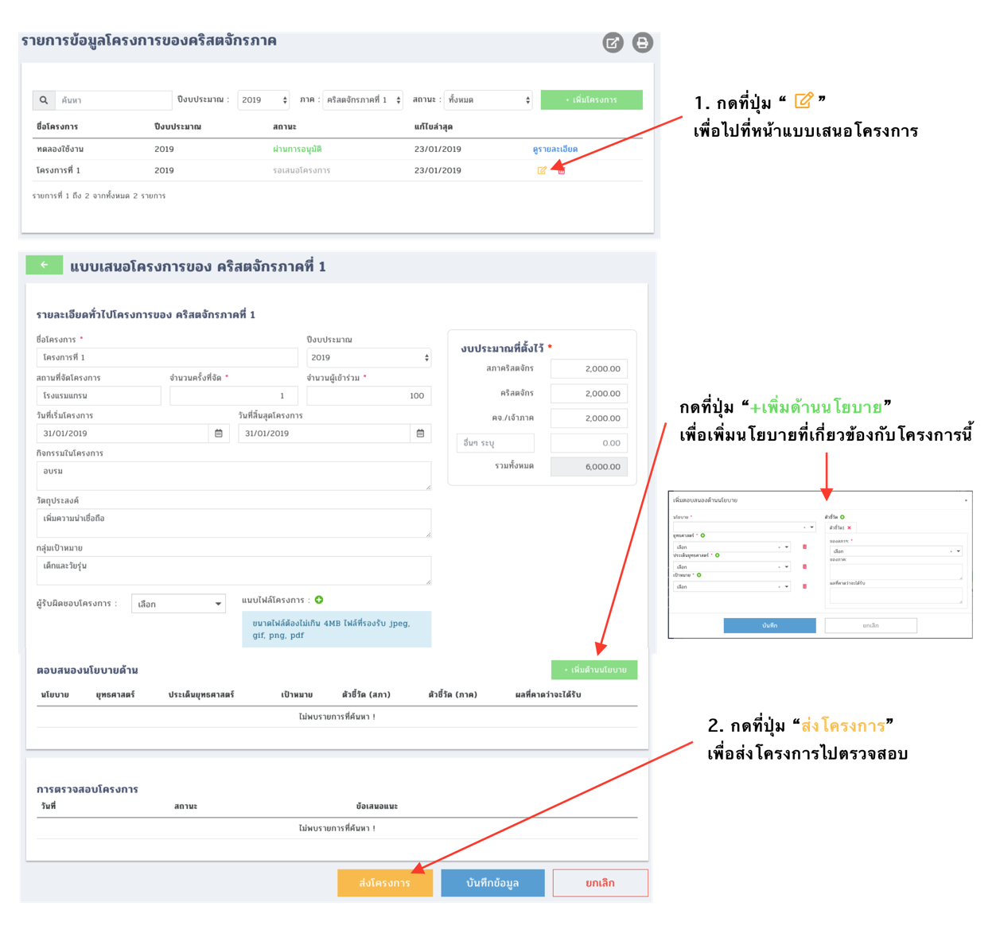 รายการข้อมูลโครงการของคริสตจักรภาค
ค้นหา ปีงบประมาณ : 2019 ภาค : คริสตจักรภาคที่ 1 สถานะ : ทั้งหมด + เพิ่มโครงการ
ชื่อโครงการ ปีงบประมาณ สถานะ แก้ไขล่าสุด
ทดลองใช้งาน 2019 ผ่านการอนุมัติ 23/01/2019 ดูรายละเอียด
โครงการที่ 1 2019 รอเสนอโครงการ 23/01/2019
รายการที่ 1 ถึง 2 จากทั้งหมด 2 รายการ
1. กดที่ปุ่ม “ ”
เพื่อไปที่หน้าแบบเสนอโครงการ
แบบเสนอโครงการของ คริสตจักรภาคที่ 1
รายละเอียดทั่วไปโครงการของ คริสตจักรภาคที่ 1
ชื่อโครงการ * ปีงบประมาณ
โครงการที่ 1 2019
สถานที่จัดโครงการ จำนวนครั้งที่จัด * จำนวนผู้เข้าร่วม *
โรงแรมแกรน 1 100
วันที่เริ่มโครงการ วันที่สิ้นสุดโครงการ
31/01/2019 31/01/2019
กิจกรรมในโครงการ
อบรม
วัตถุประสงค์
เพิ่มความน่าเชื่อถือ
กลุ่มเป้าหมาย
เด็กและวัยรุ่น
ผู้รับผิดชอบโครงการ : เลือก แนบไฟล์โครงการ :
ขนาดไฟล์ต้องไม่เกิน 4MB ไฟล์ที่รองรับ jpeg,
gif, png, pdf
งบประมาณที่ตั้งไว้ *
สภาคริสตจักร 2,000.00
คริสตจักร 2,000.00
คจ./เจ้าภาค 2,000.00
อื่นๆ ระบุ 0.00
รวมทั้งหมด 6,000.00
กดที่ปุ่ม “+เพิ่มด้านนโยบาย”
เพื่อเพิ่มนโยบายที่เกี่ยวข้องกับโครงการนี้
เพิ่มตอบสนองด้านนโยบาย ×
นโยบาย * ตัวชี้วัด
ตัวชี้วัด1 ×
ยุทธศาสตร์ * ของสภาฯ *
เลือก เลือก
ประเด็นยุทธศาสตร์ * ของภาค
เลือก
เป้าหมาย * ผลที่คาดว่าจะได้รับ
เลือก
บันทึก ยกเลิก
ตอบสนองนโยบายด้าน + เพิ่มด้านนโยบาย
นโยบาย ยุทธศาสตร์ ประเด็นยุทธศาสตร์ เป้าหมาย ตัวชี้วัด (สภา) ตัวชี้วัด (ภาค) ผลที่คาดว่าจะได้รับ
ไม่พบรายการที่ค้นหา !
2. กดที่ปุ่ม “ส่งโครงการ”
เพื่อส่งโครงการไปตรวจสอบ
การตรวจสอบโครงการ
วันที่ สถานะ ข้อเสนอแนะ
ไม่พบรายการที่ค้นหา !
ส่งโครงการ บันทึกข้อมูล ยกเลิก